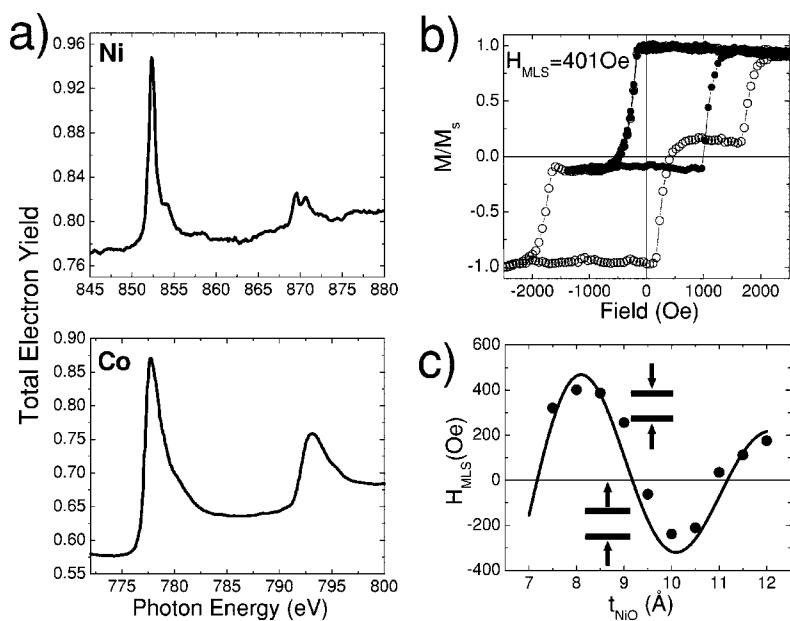 a)
Ni
0.96
0.92
0.88
0.84
0.80
0.76
845 850 855 860 865 870 875 880
Co
0.90
0.85
0.80
0.75
0.70
0.65
0.60
0.55
775 780 785 790 795 800
Photon Energy (eV)
Total Electron Yield
b)
H_MLS=401Oe
1.0
0.5
0.0
-0.5
-1.0
M/M_s
-2000 -1000 0 1000 2000
Field (Oe)
c)
600
400
200
0
-200
-400
H_MLS(Oe)
7 8 9 10 11 12
t_NiO (Å)